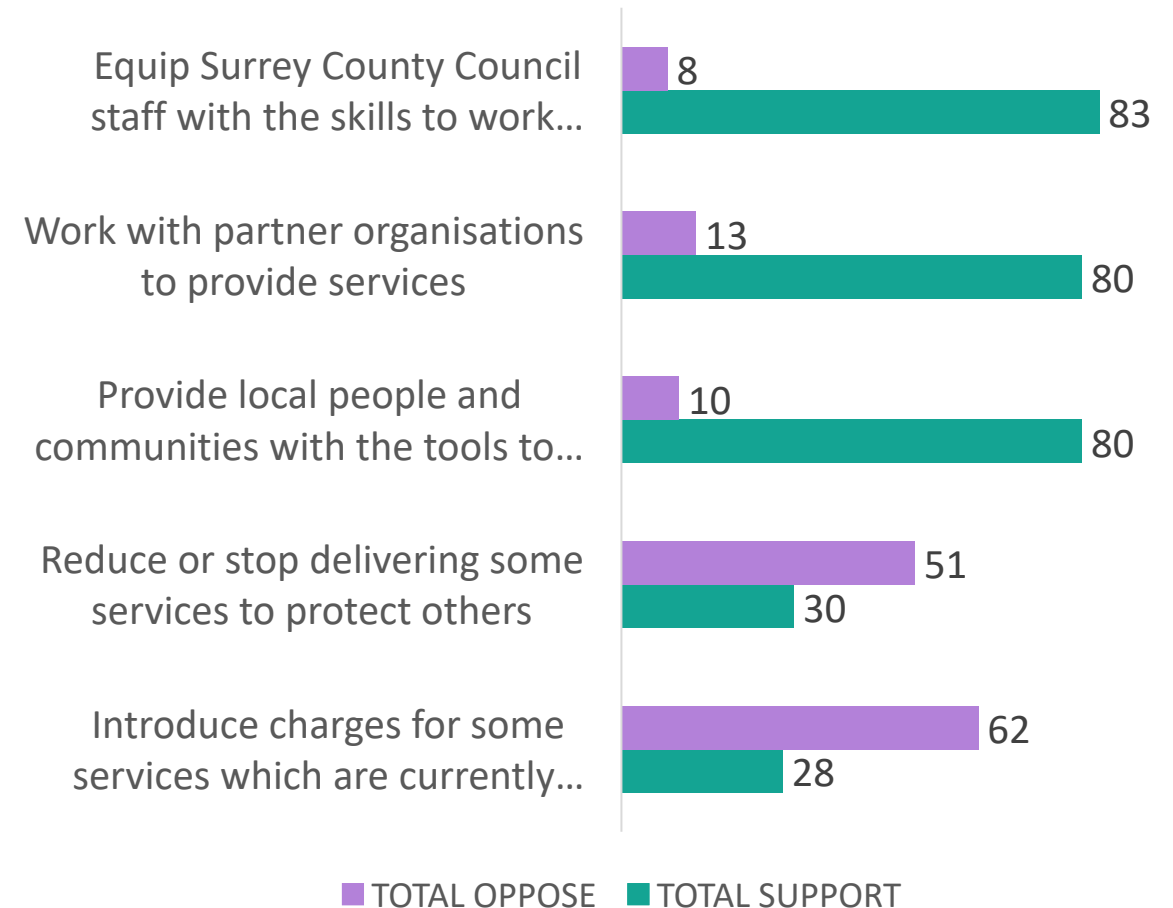 Equip Surrey County Council
staff with the skills to work…
8
83
Work with partner organisations
to provide services
13
80
Provide local people and
communities with the tools to…
10
80
Reduce or stop delivering some
services to protect others
51
30
Introduce charges for some
services which are currently…
62
28
TOTAL OPPOSE TOTAL SUPPORT